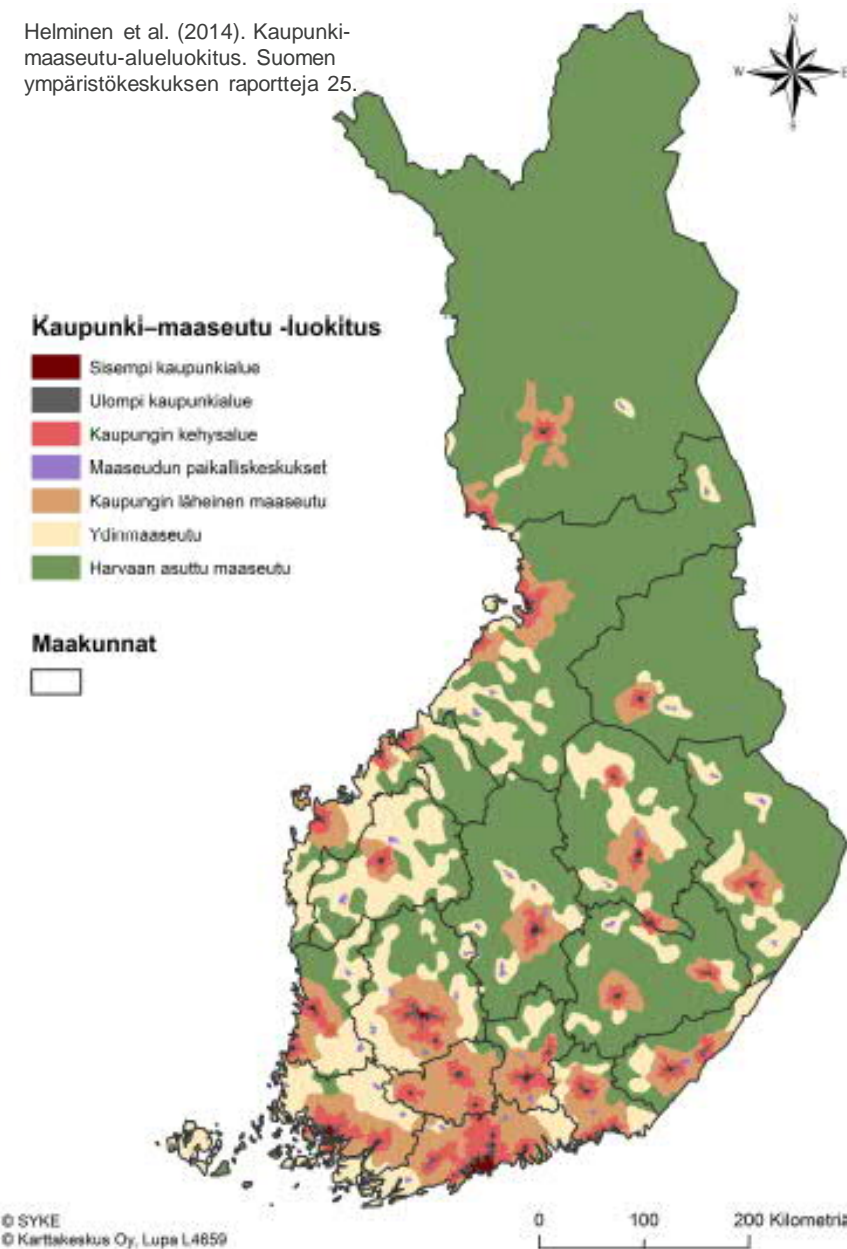 Helminen et al. (2014). Kaupunki-
maaseutu-alueluokitus. Suomen
ympäristökeskuksen raportteja 25.
N
W
E
S
Kaupunki–maaseutu -luokitus
Sisempi kaupunkialue
Ulompi kaupunkialue
Kaupungin kehysalue
Maaseudun paikalliskeskukset
Kaupungin läheinen maaseutu
Ydinmaaseutu
Harvaan asuttu maaseutu
Maakunnat
0 100 200 Kilometriä
© SYKE
© Karttakeskus Oy, Lupa L4659